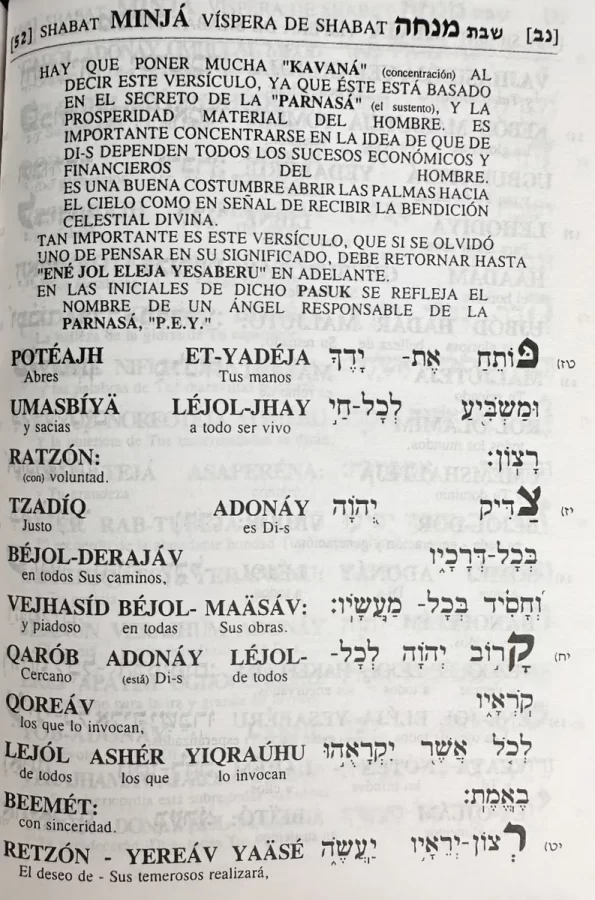 [52] SHABAT MINJÁ VÍSPERA DE SHABAT שבת מנחה [נב]
HAY QUE PONER MUCHA "KAVANÁ" (concentración) AL
DECIR ESTE VERSÍCULO, YA QUE ÉSTE ESTÁ BASADO
EN EL SECRETO DE LA "PARNASÁ" (el sustento), Y LA
PROSPERIDAD MATERIAL DEL HOMBRE. ES
IMPORTANTE CONCENTRARSE EN LA IDEA DE QUE DE
DI-S DEPENDEN TODOS LOS SUCESOS ECONÓMICOS Y
FINANCIEROS DEL HOMBRE.
ES UNA BUENA COSTUMBRE ABRIR LAS PALMAS HACIA
EL CIELO COMO EN SEÑAL DE RECIBIR LA BENDICIÓN
CELESTIAL DIVINA.
TAN IMPORTANTE ES ESTE VERSÍCULO, QUE SI SE OLVIDÓ
UNO DE PENSAR EN SU SIGNIFICADO, DEBE RETORNAR HASTA
"ENÉ JOL ELEJA YESABERU" EN ADELANTE.
EN LAS INICIALES DE DICHO PASUK SE REFLEJA EL
NOMBRE DE UN ÁNGEL RESPONSABLE DE LA
PARNASÁ, "P.E.Y."
POTÉAJH ET-YADÉJA פּוֹתֵחַ אֶת- יָדֶךָ טז)
Abres Tus manos
UMASBÍYÄ LÉJOL-JHAY וּמַשְׂבִּיעַ לְכָל-חַי
y sacias a todo ser vivo
RATZÓN: רָצוֹן:
(con) voluntad.
TZADÍQ ADONÁY צַדִּיק יְהֹוָה יז)
Justo es Di-s
BÉJOL-DERAJÁV בְּכָל-דְּרָכָיו
en todos Sus caminos,
VEJHASÍD BÉJOL- MAÄSÁV: וְחָסִיד בְּכָל- מַעֲשָׂיו:
y piadoso en todas Sus obras.
QARÓB ADONÁY LÉJOL- קָרוֹב יְהֹוָה לְכָל- יח)
Cercano (está) Di-s de todos
QOREÁV קֹרְאָיו
los que lo invocan,
LEJÓL ASHÉR YIQRAÚHU לְכֹל אֲשֶׁר יִקְרָאֻהוּ
de todos los que lo invocan
BEEMÉT: בֶאֱמֶת:
con sinceridad.
RETZÓN - YEREÁV YAÄSÉ רְצוֹן-יְרֵאָיו יַעֲשֶׂה יט)
El deseo de - Sus temerosos realizará,